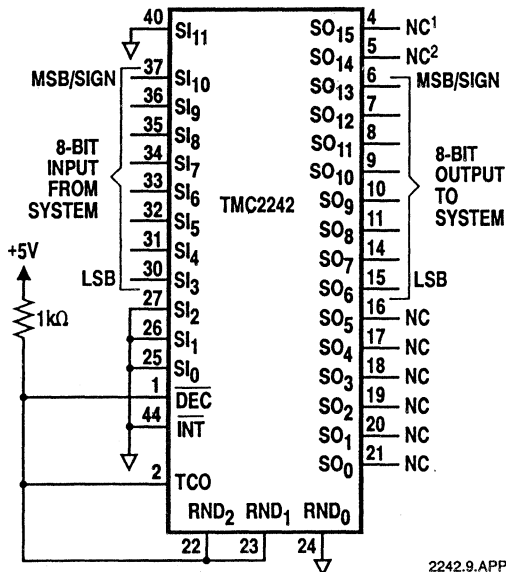 40 SI11
37 SI10
36 SI9
35 SI8
34 SI7
33 SI6
32 SI5
31 SI4
30 SI3
27 SI2
26 SI1
25 SI0
1 DEC
44 INT
2 TCO
MSB/SIGN
8-BIT
INPUT
FROM
SYSTEM
LSB
+5V
1kΩ
TMC2242
SO15 4 NC1
SO14 5 NC2
SO13 6 MSB/SIGN
SO12 7
SO11 8
SO10 9
SO9 10
SO8 11
SO7 14
SO6 15 LSB
SO5 16 NC
SO4 17 NC
SO3 18 NC
SO2 19 NC
SO1 20 NC
SO0 21 NC
8-BIT
OUTPUT
TO
SYSTEM
RND2 RND1 RND0
22 23 24
2242.9.APP